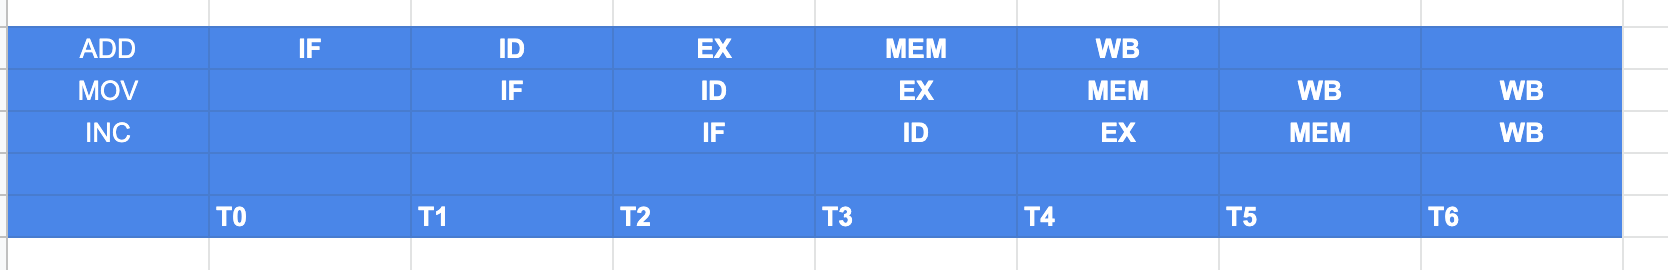 ADD IF ID EX MEM WB
MOV IF ID EX MEM WB WB
INC IF ID EX MEM WB
T0 T1 T2 T3 T4 T5 T6